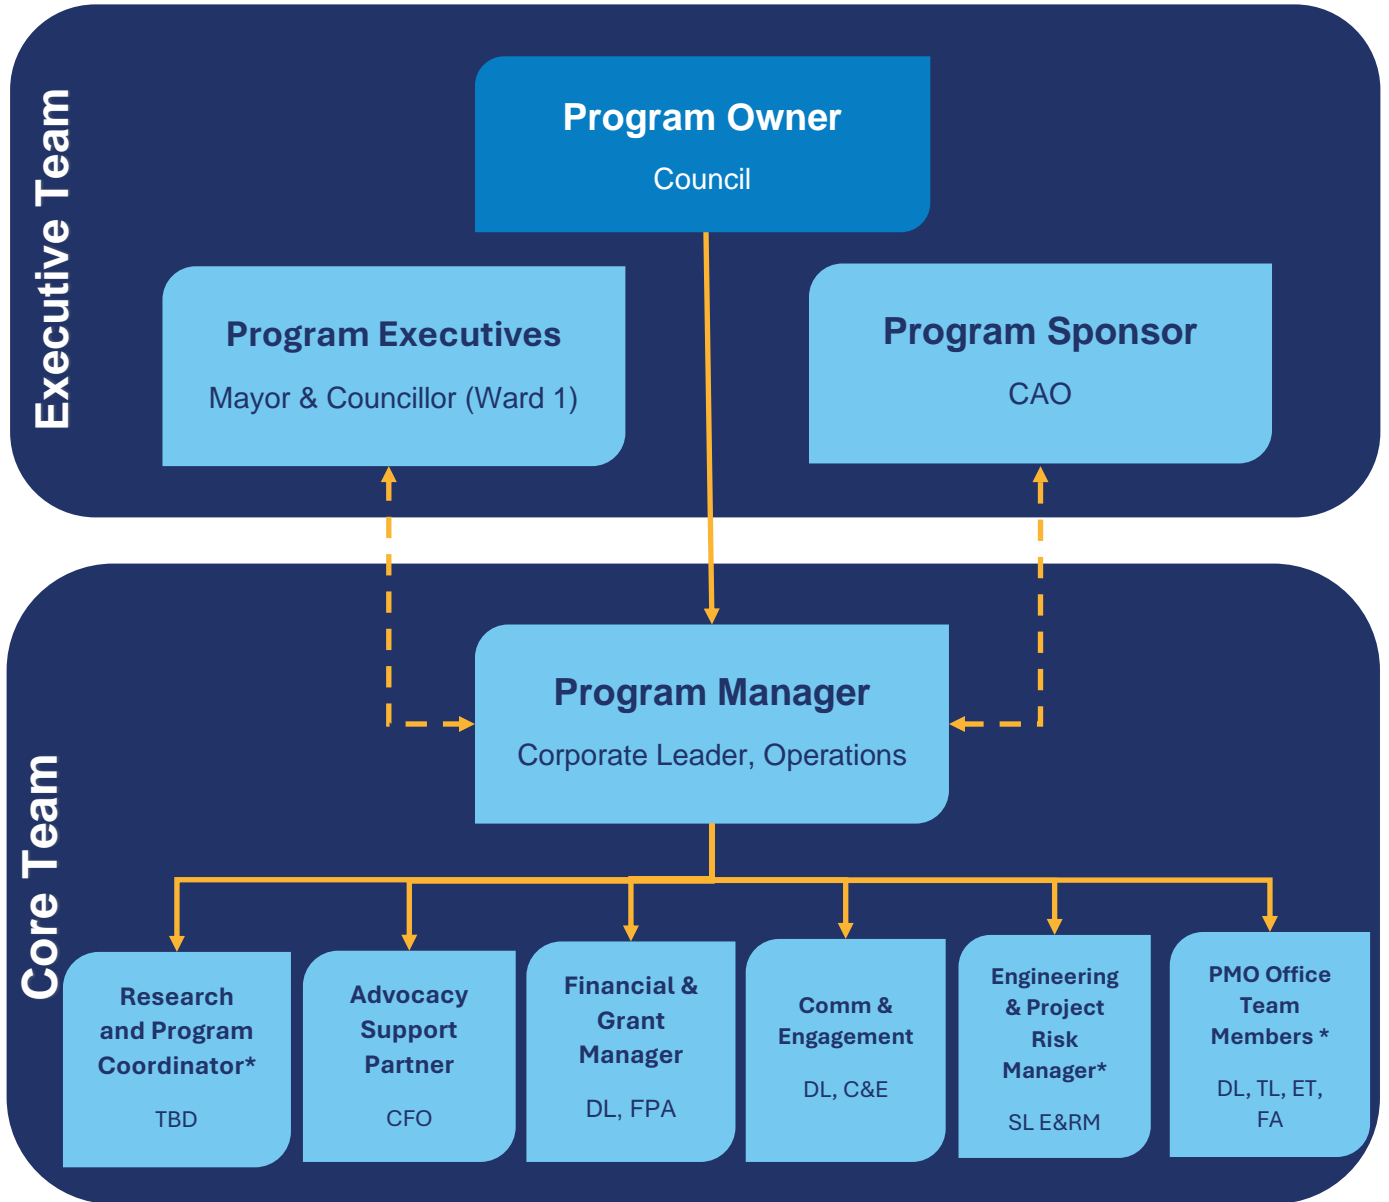 Executive Team
Program Owner
Council
Program Executives
Mayor & Councillor (Ward 1)
Program Sponsor
CAO
Core Team
Program Manager
Corporate Leader, Operations
Research
and Program
Coordinator*
TBD
Advocacy
Support
Partner
CFO
Financial &
Grant
Manager
DL, FPA
Comm &
Engagement
DL, C&E
Engineering
& Project
Risk
Manager*
SL E&RM
PMO Office
Team
Members *
DL, TL, ET,
FA